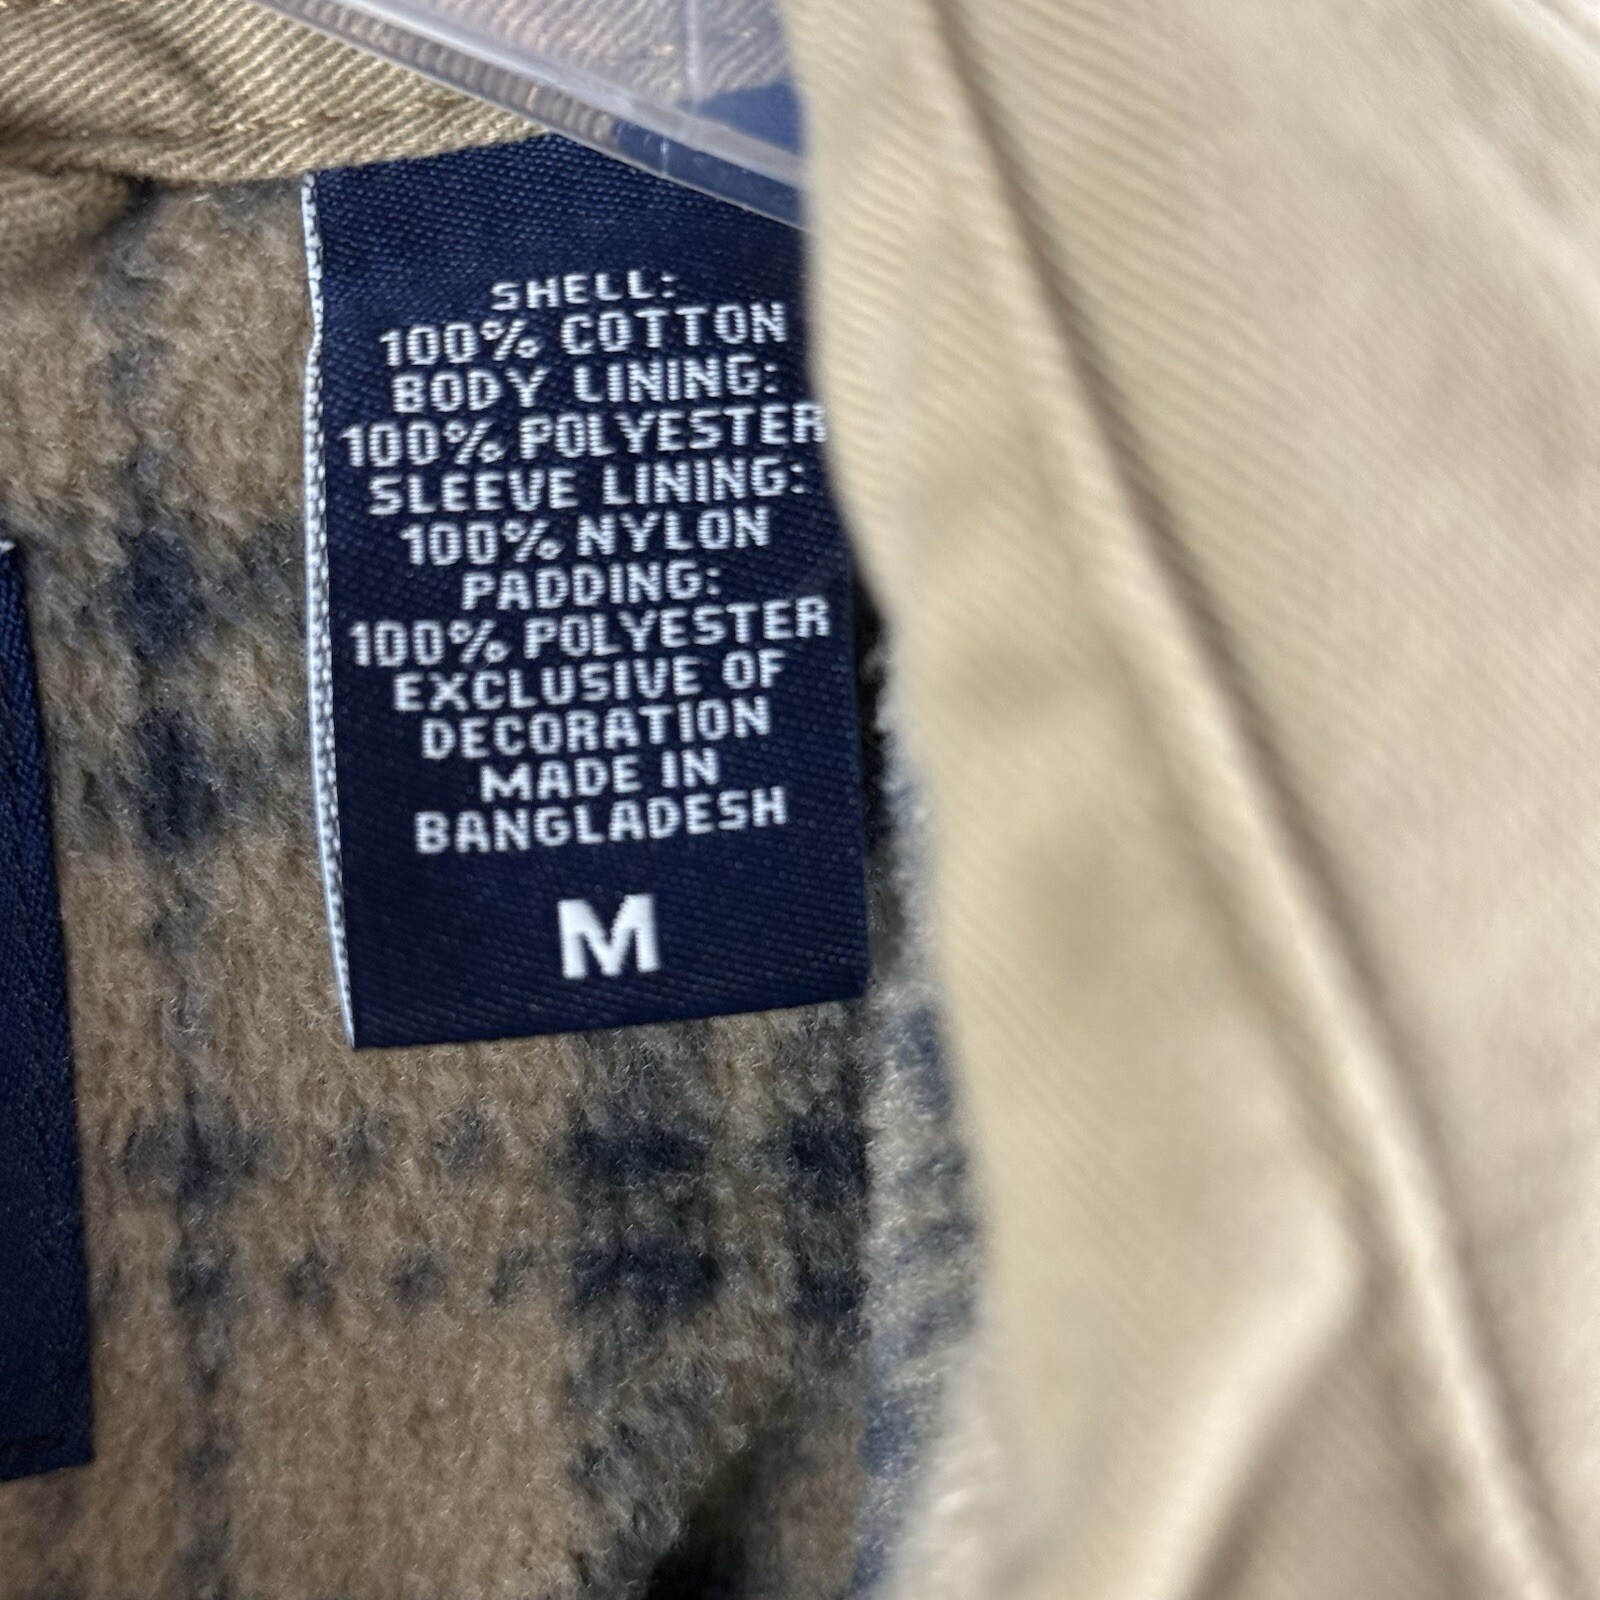 SHELL:
100% COTTON
BODY LINING:
100% POLYESTER
SLEEVE LINING:
100% NYLON
PADDING:
100% POLYESTER
EXCLUSIVE OF
DECORATION
MADE IN
BANGLADESH
M